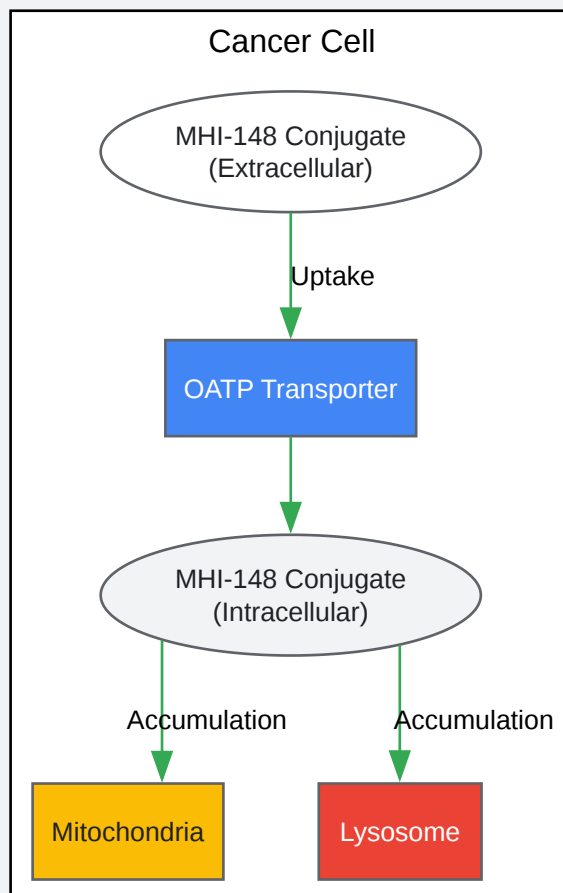 Cancer Cell
MHI-148 Conjugate
(Extracellular)
Uptake
OATP Transporter
MHI-148 Conjugate
(Intracellular)
Accumulation
Accumulation
Mitochondria
Lysosome